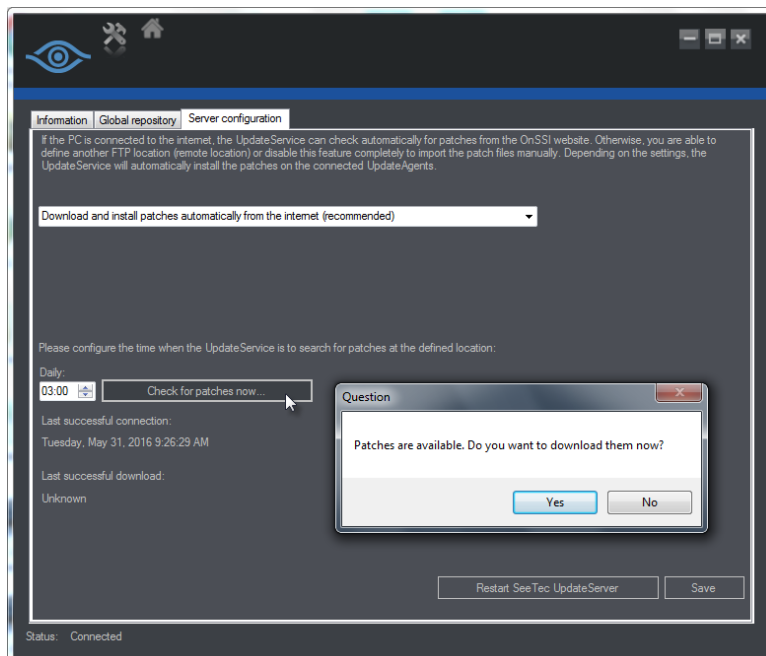 Information
Global repository
Server configuration
If the PC is connected to the internet, the UpdateService can check automatically for patches from the OnSSI website. Otherwise, you are able to
define another FTP location (remote location) or disable this feature completely to import the patch files manually. Depending on the settings, the
UpdateService will automatically install the patches on the connected UpdateAgents.
Download and install patches automatically from the internet (recommended)
Please configure the time when the UpdateService is to search for patches at the defined location:
Daily:
03:00
Check for patches now...
Last successful connection:
Tuesday, May 31, 2016 9:26:29 AM
Last successful download:
Unknown
Question
Patches are available. Do you want to download them now?
Yes
No
Restart SeeTec UpdateServer
Save
Status: Connected